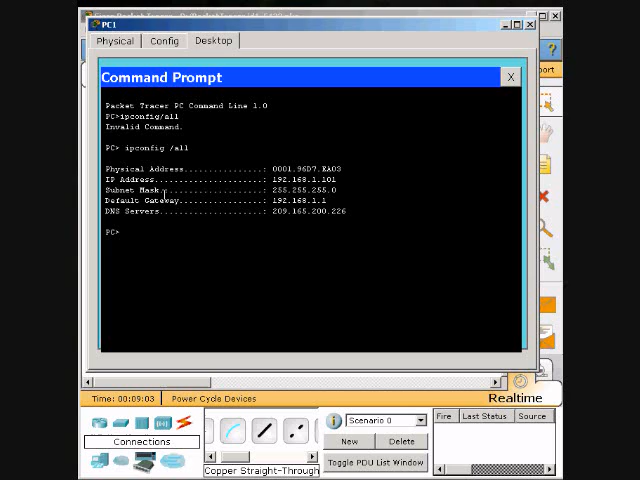 PC1
Physical
Config
Desktop
?
Command Prompt
X
Packet Tracer PC Command Line 1.0
PC>ipconfig/all
Invalid Command.
PC> ipconfig /all
Physical Address................: 0001.96D7.EA03
IP Address......................: 192.168.1.101
Subnet Mask.....................: 255.255.255.0
Default Gateway.................: 192.168.1.1
DNS Servers.....................: 209.165.200.226
PC>
Realtime
Time: 00:09:03
Power Cycle Devices
Connections
Copper Straight-Through
Scenario 0
New
Delete
Toggle PDU List Window
Fire
Last Status
Source